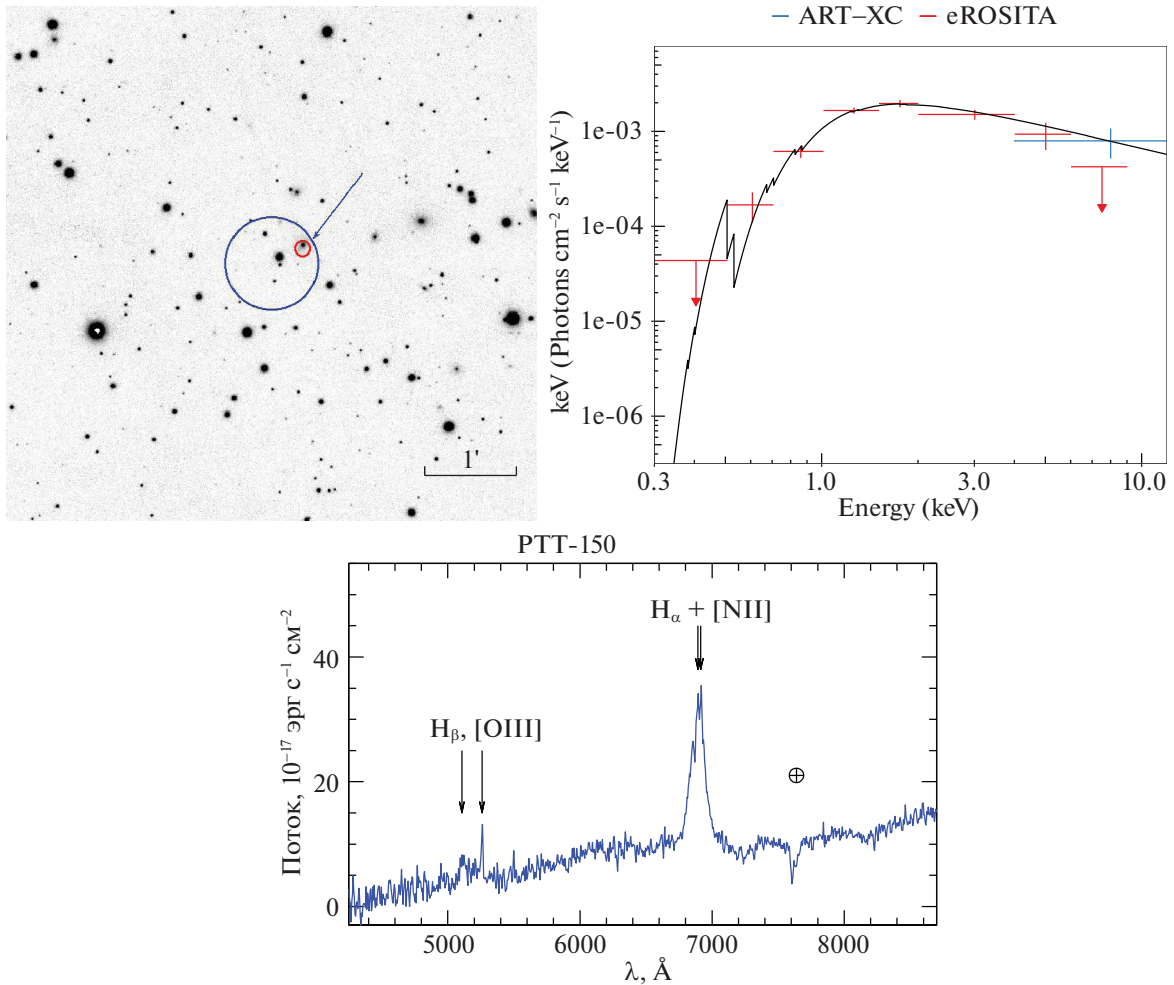 1'
— ART–XC — eROSITA
keV (Photons cm⁻² s⁻¹ keV⁻¹)
1e-03
1e-04
1e-05
1e-06
0.3 1.0 3.0 10.0
Energy (keV)
PTT-150
Поток, 10⁻¹⁷ эрг с⁻¹ см⁻²
40
20
0
Hα + [NII]
Hβ, [OIII]
⊕
5000 6000 7000 8000
λ, Å